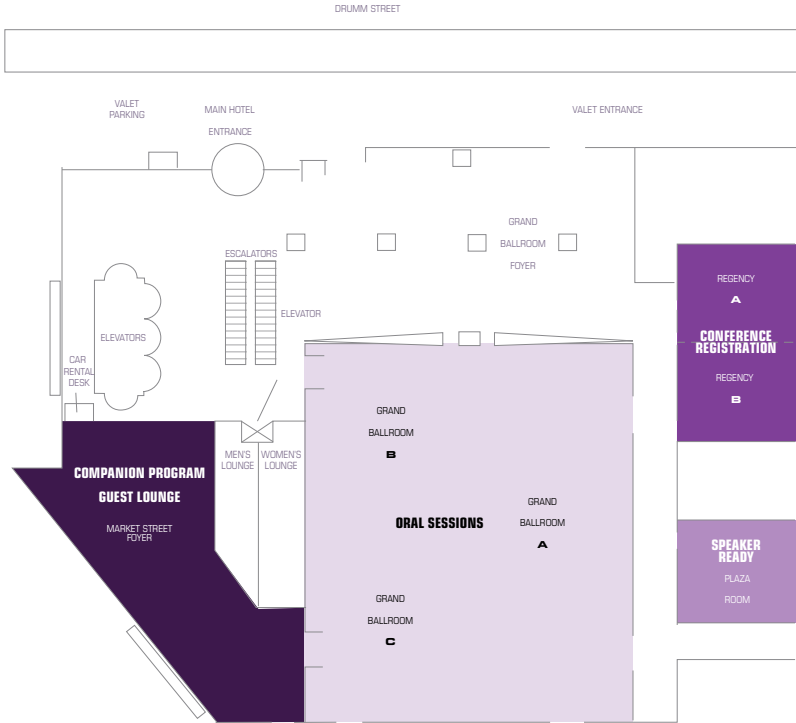 DRUMM STREET
VALET
PARKING
MAIN HOTEL
ENTRANCE
VALET ENTRANCE
GRAND
BALLROOM
FOYER
ESCALATORS
ELEVATOR
ELEVATORS
CAR
RENTAL
DESK
REGENCY
A
CONFERENCE
REGISTRATION
REGENCY
B
GRAND
BALLROOM
B
MEN'S
LOUNGE
WOMEN'S
LOUNGE
COMPANION PROGRAM
GUEST LOUNGE
MARKET STREET
FOYER
ORAL SESSIONS
GRAND
BALLROOM
A
SPEAKER
READY
PLAZA
ROOM
GRAND
BALLROOM
C